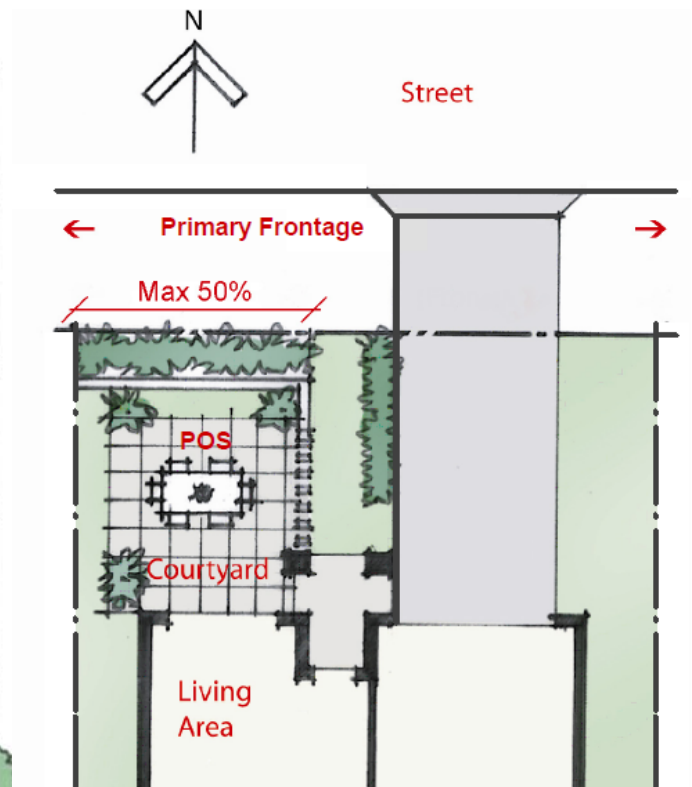 N
Street
← Primary Frontage →
Max 50%
POS
Courtyard
Living
Area